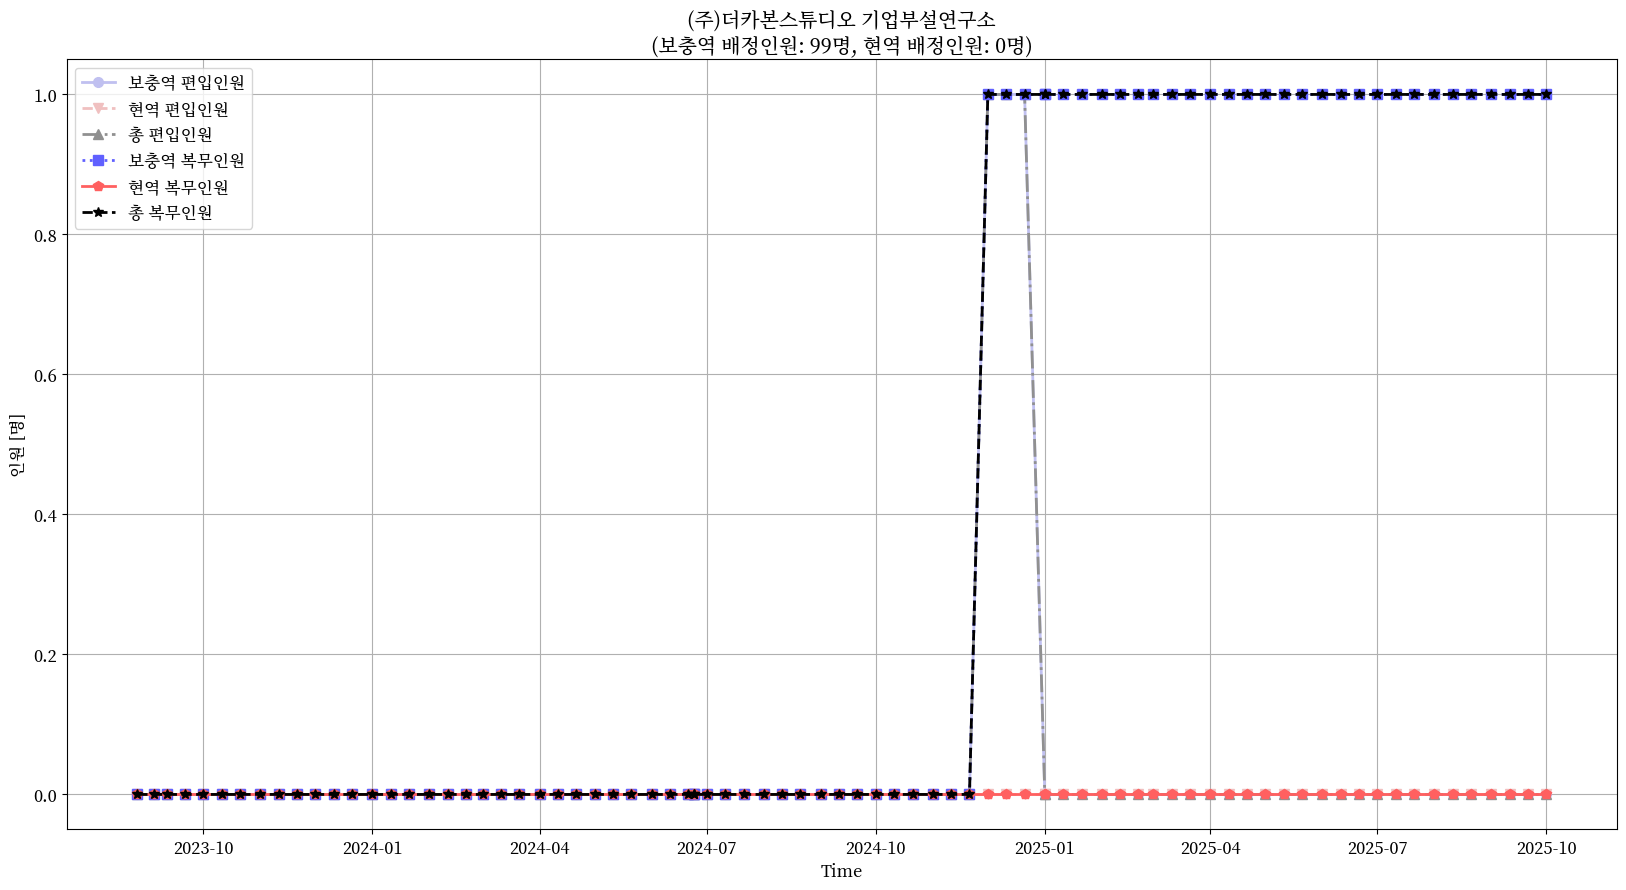 (주)더카본스튜디오 기업부설연구소
(보충역 배정인원: 99명, 현역 배정인원: 0명)
보충역 편입인원
현역 편입인원
총 편입인원
보충역 복무인원
현역 복무인원
총 복무인원
1.0
0.8
0.6
0.4
0.2
0.0
인원 [명]
2023-10
2024-01
2024-04
2024-07
2024-10
2025-01
2025-04
2025-07
2025-10
Time